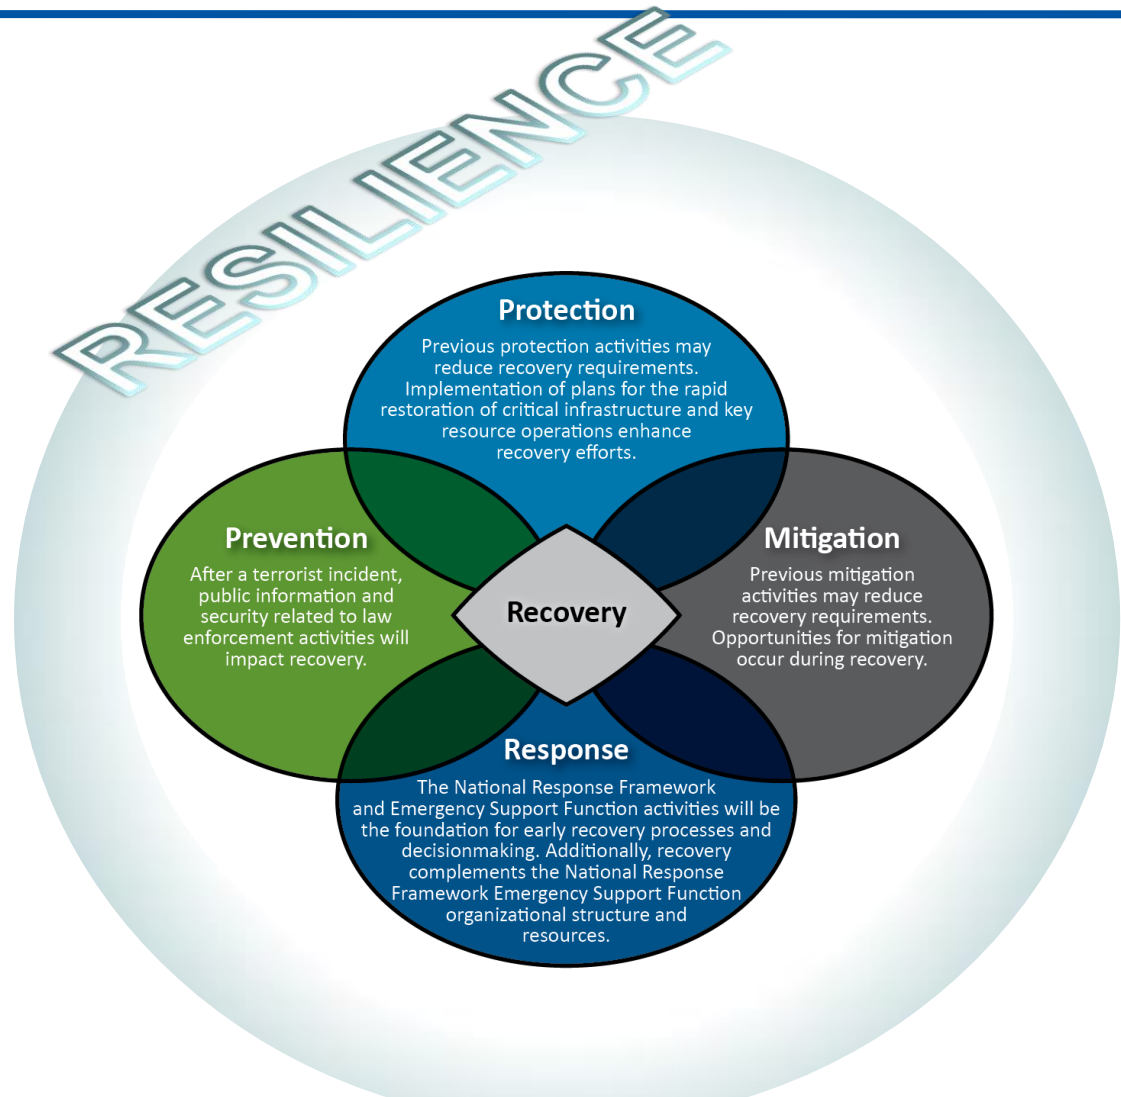 RESILIENCE
Protection
Previous protection activities may
reduce recovery requirements.
Implementation of plans for the rapid
restoration of critical infrastructure and key
resource operations enhance
recovery efforts.
Prevention
After a terrorist incident,
public information and
security related to law
enforcement activities will
impact recovery.
Recovery
Mitigation
Previous mitigation
activities may reduce
recovery requirements.
Opportunities for mitigation
occur during recovery.
Response
The National Response Framework
and Emergency Support Function activities will be
the foundation for early recovery processes and
decisionmaking. Additionally, recovery
complements the National Response
Framework Emergency Support Function
organizational structure and
resources.